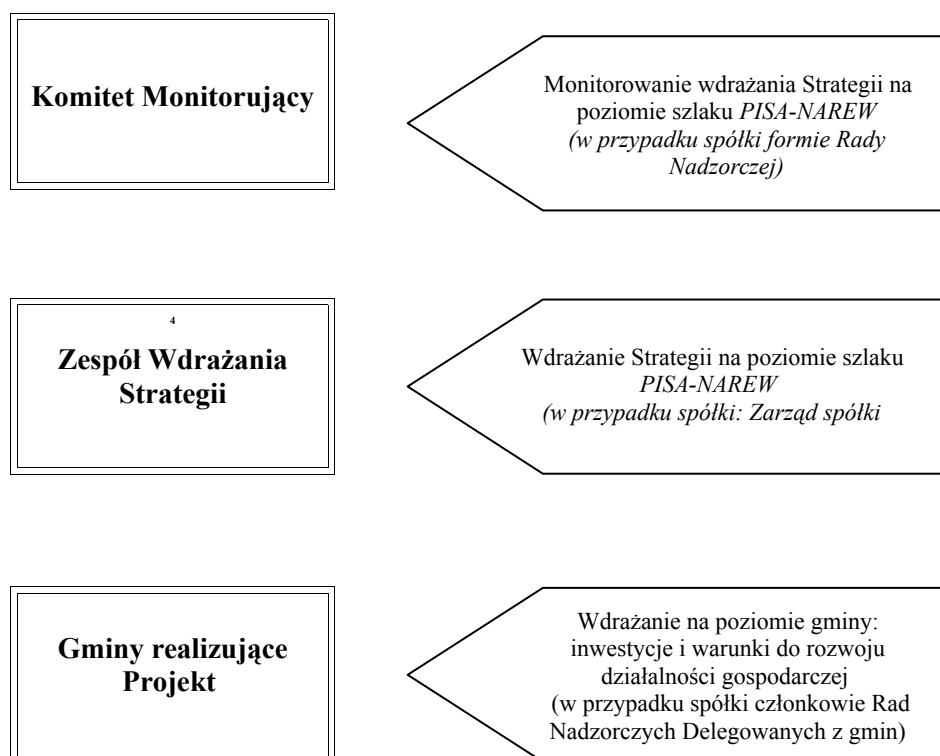 Komitet Monitorujący
Monitorowanie wdrażania Strategii na
poziomie szlaku PISA-NAREW
(w przypadku spółki formie Rady
Nadzorczej)
4
Zespół Wdrażania
Strategii
Wdrażanie Strategii na poziomie szlaku
PISA-NAREW
(w przypadku spółki: Zarząd spółki
Gminy realizujące
Projekt
Wdrażanie na poziomie gminy:
inwestycje i warunki do rozwoju
działalności gospodarczej
(w przypadku spółki członkowie Rad
Nadzorczych Delegowanych z gmin)